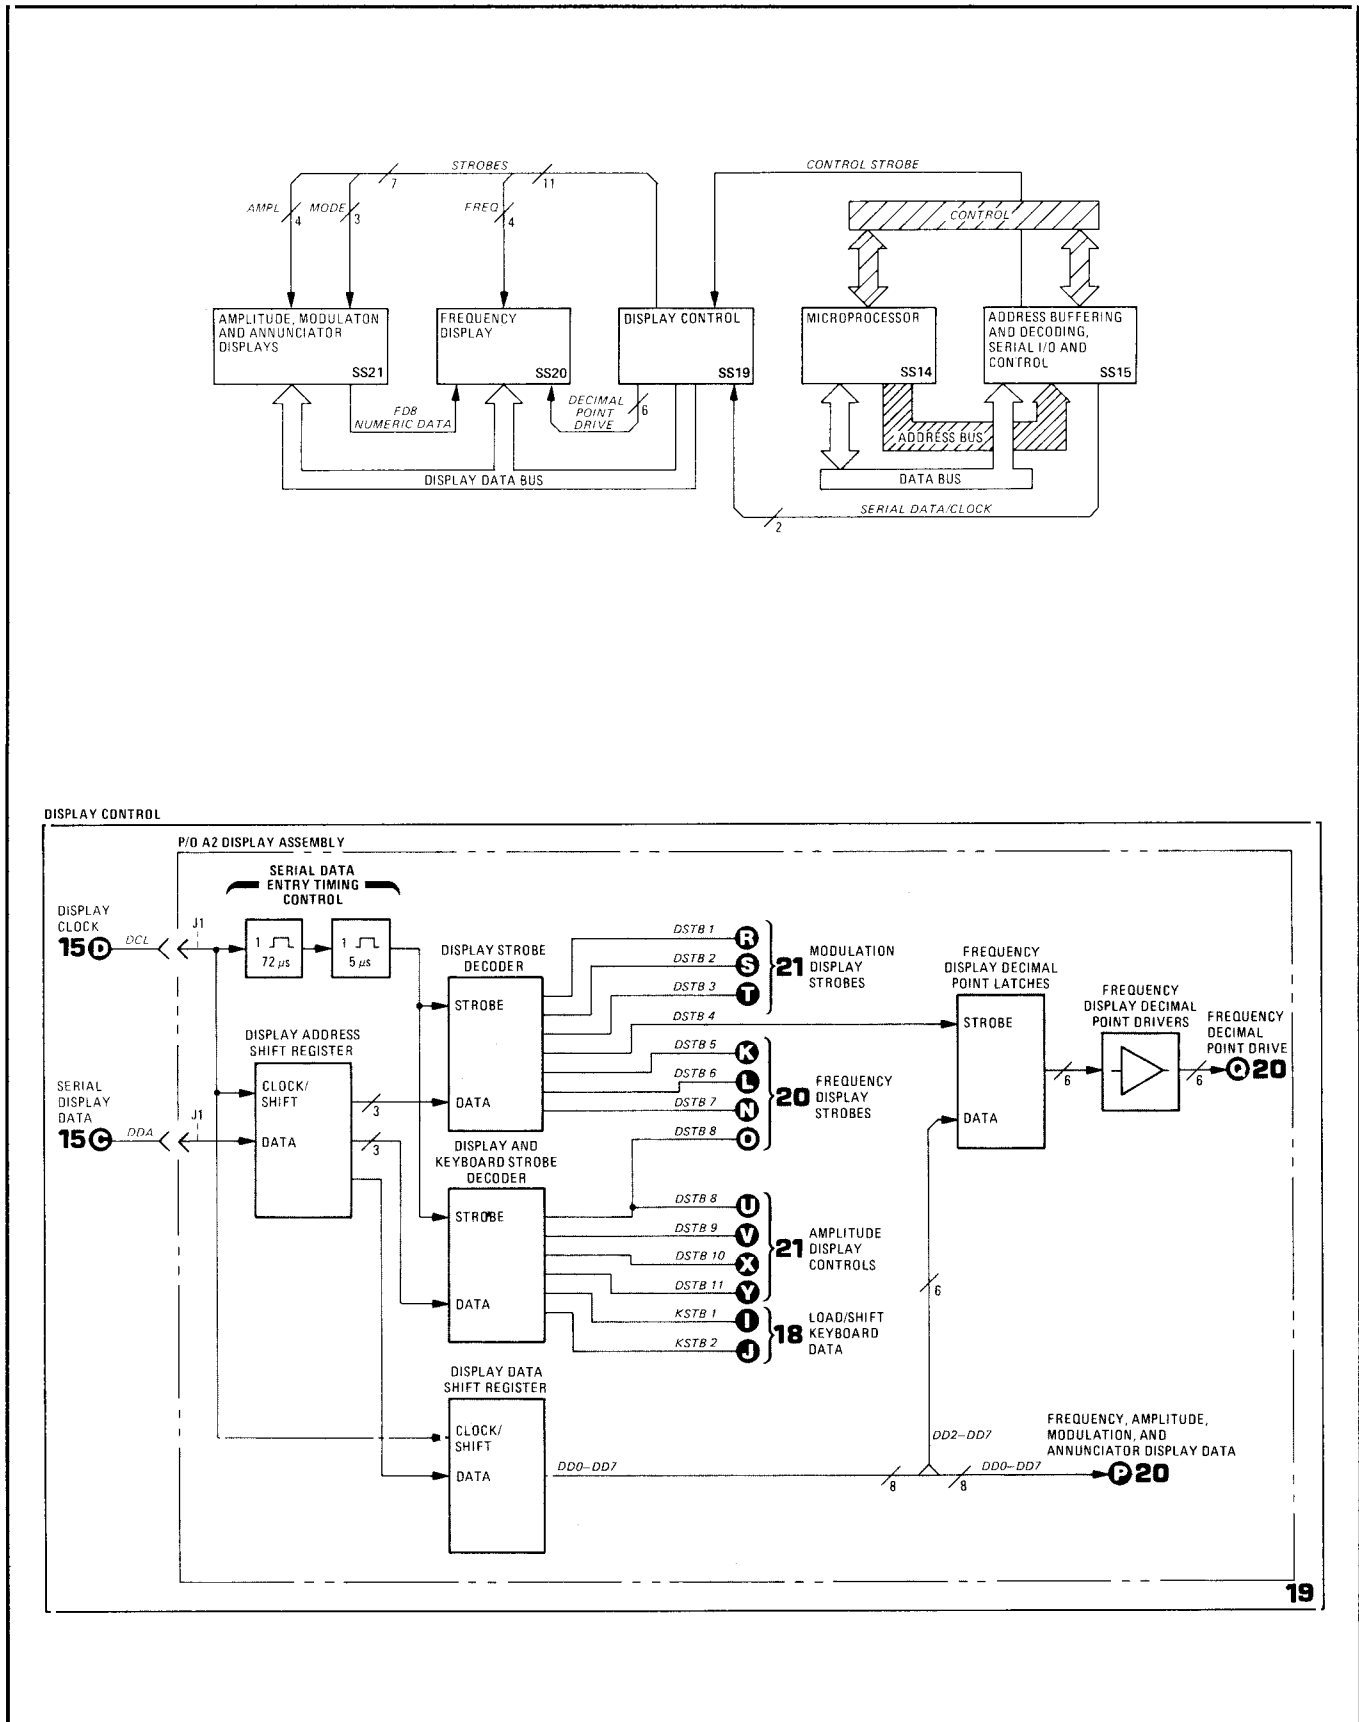 STROBES
7
11
CONTROL STROBE
AMPL
4
MODE
3
FREQ
4
CONTROL
AMPLITUDE, MODULATON
AND ANNUNCIATOR
DISPLAYS
SS21
FREQUENCY
DISPLAY
SS20
DISPLAY CONTROL
SS19
MICROPROCESSOR
SS14
ADDRESS BUFFERING
AND DECODING,
SERIAL I/O AND
CONTROL
SS15
FD8
NUMERIC DATA
DECIMAL
POINT
DRIVE
6
ADDRESS BUS
DISPLAY DATA BUS
DATA BUS
SERIAL DATA/CLOCK
2
DISPLAY CONTROL
P/O A2 DISPLAY ASSEMBLY
SERIAL DATA
ENTRY TIMING
CONTROL
DISPLAY
CLOCK
15 D
DCL
J1
1
72 μs
1
5 μs
DISPLAY STROBE
DECODER
STROBE
DATA
DISPLAY ADDRESS
SHIFT REGISTER
CLOCK/
SHIFT
DATA
3
3
SERIAL
DISPLAY
DATA
15 C
DDA
J1
DISPLAY AND
KEYBOARD STROBE
DECODER
STROBE
DATA
DISPLAY DATA
SHIFT REGISTER
CLOCK/
SHIFT
DATA
DSTB 1
R
DSTB 2
S
DSTB 3
T
21
MODULATION
DISPLAY
STROBES
DSTB 4
DSTB 5
K
DSTB 6
L
DSTB 7
N
DSTB 8
O
20
FREQUENCY
DISPLAY
STROBES
DSTB 8
U
DSTB 9
V
DSTB 10
X
DSTB 11
Y
21
AMPLITUDE
DISPLAY
CONTROLS
KSTB 1
I
KSTB 2
J
18
LOAD/SHIFT
KEYBOARD
DATA
FREQUENCY
DISPLAY DECIMAL
POINT LATCHES
STROBE
DATA
6
FREQUENCY
DISPLAY DECIMAL
POINT DRIVERS
6
FREQUENCY
DECIMAL
POINT DRIVE
Q 20
6
DD2-DD7
DD0-DD7
8
8
DD0-DD7
FREQUENCY, AMPLITUDE,
MODULATION, AND
ANNUNCIATOR DISPLAY DATA
P 20
19